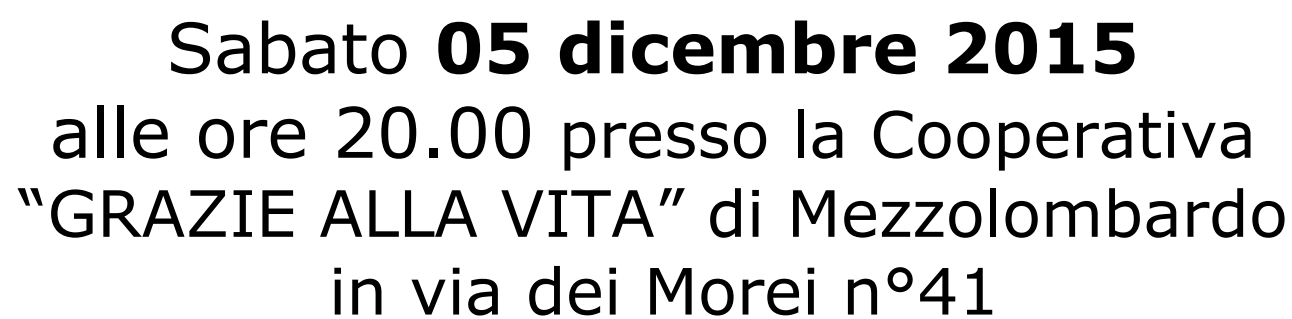 Sabato 05 dicembre 2015
alle ore 20.00 presso la Cooperativa
“GRAZIE ALLA VITA” di Mezzolombardo
in via dei Morei n°41